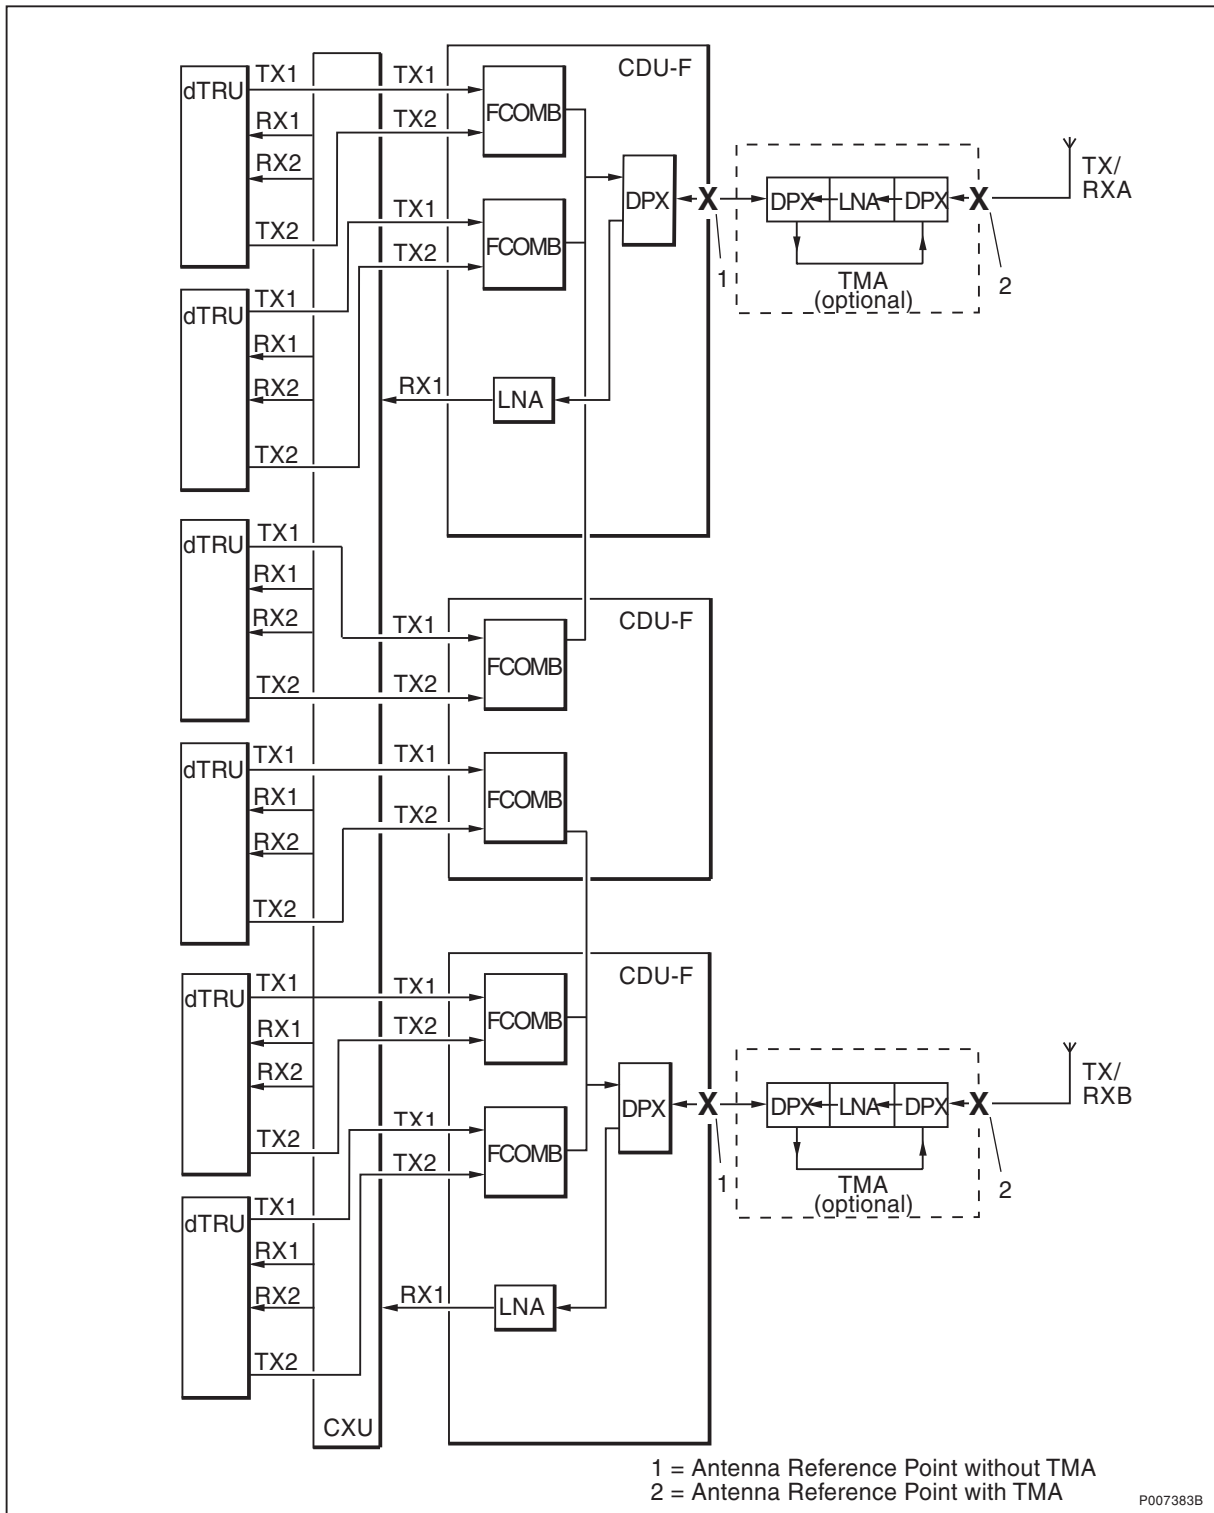 CDU-F
dTRU
TX1
TX1
FCOMB
RX1
TX2
RX2
DPX
TX/
RXA
DPX
LNA
DPX
X
X
TX1
FCOMB
TX2
TX2
1
2
TMA
(optional)
dTRU
TX1
RX1
RX2
RX1
LNA
TX2
dTRU
TX1
RX1
RX2
TX1
CDU-F
FCOMB
TX2
TX2
dTRU
TX1
TX1
FCOMB
RX1
TX2
RX2
TX2
CDU-F
dTRU
TX1
TX1
FCOMB
RX1
TX2
RX2
DPX
X
DPX
LNA
DPX
X
TX/
RXB
TX1
FCOMB
TX2
TX2
1
2
TMA
(optional)
dTRU
TX1
RX1
RX2
RX1
LNA
TX2
CXU
1 = Antenna Reference Point without TMA
2 = Antenna Reference Point with TMA
P007383B